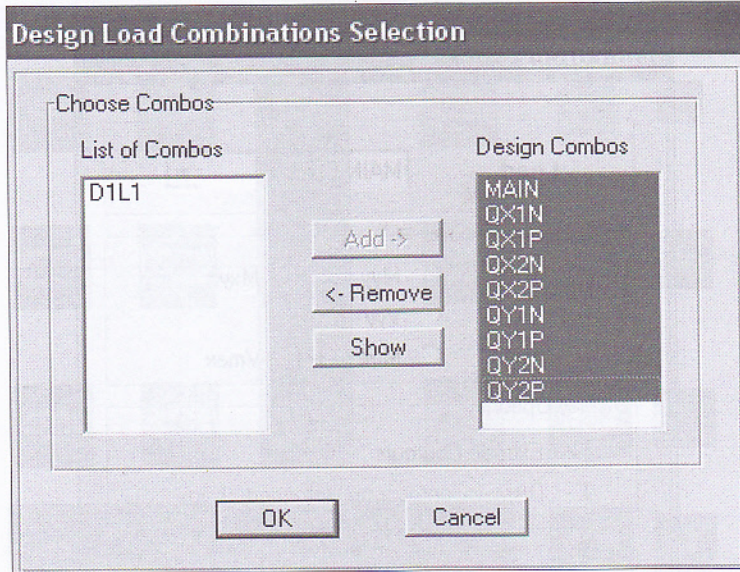 Design Load Combinations Selection
Choose Combos
List of Combos
Design Combos
D1L1
MAIN
QX1N
QX1P
QX2N
QX2P
QY1N
QY1P
QY2N
QY2P
Add ->
<- Remove
Show
OK
Cancel